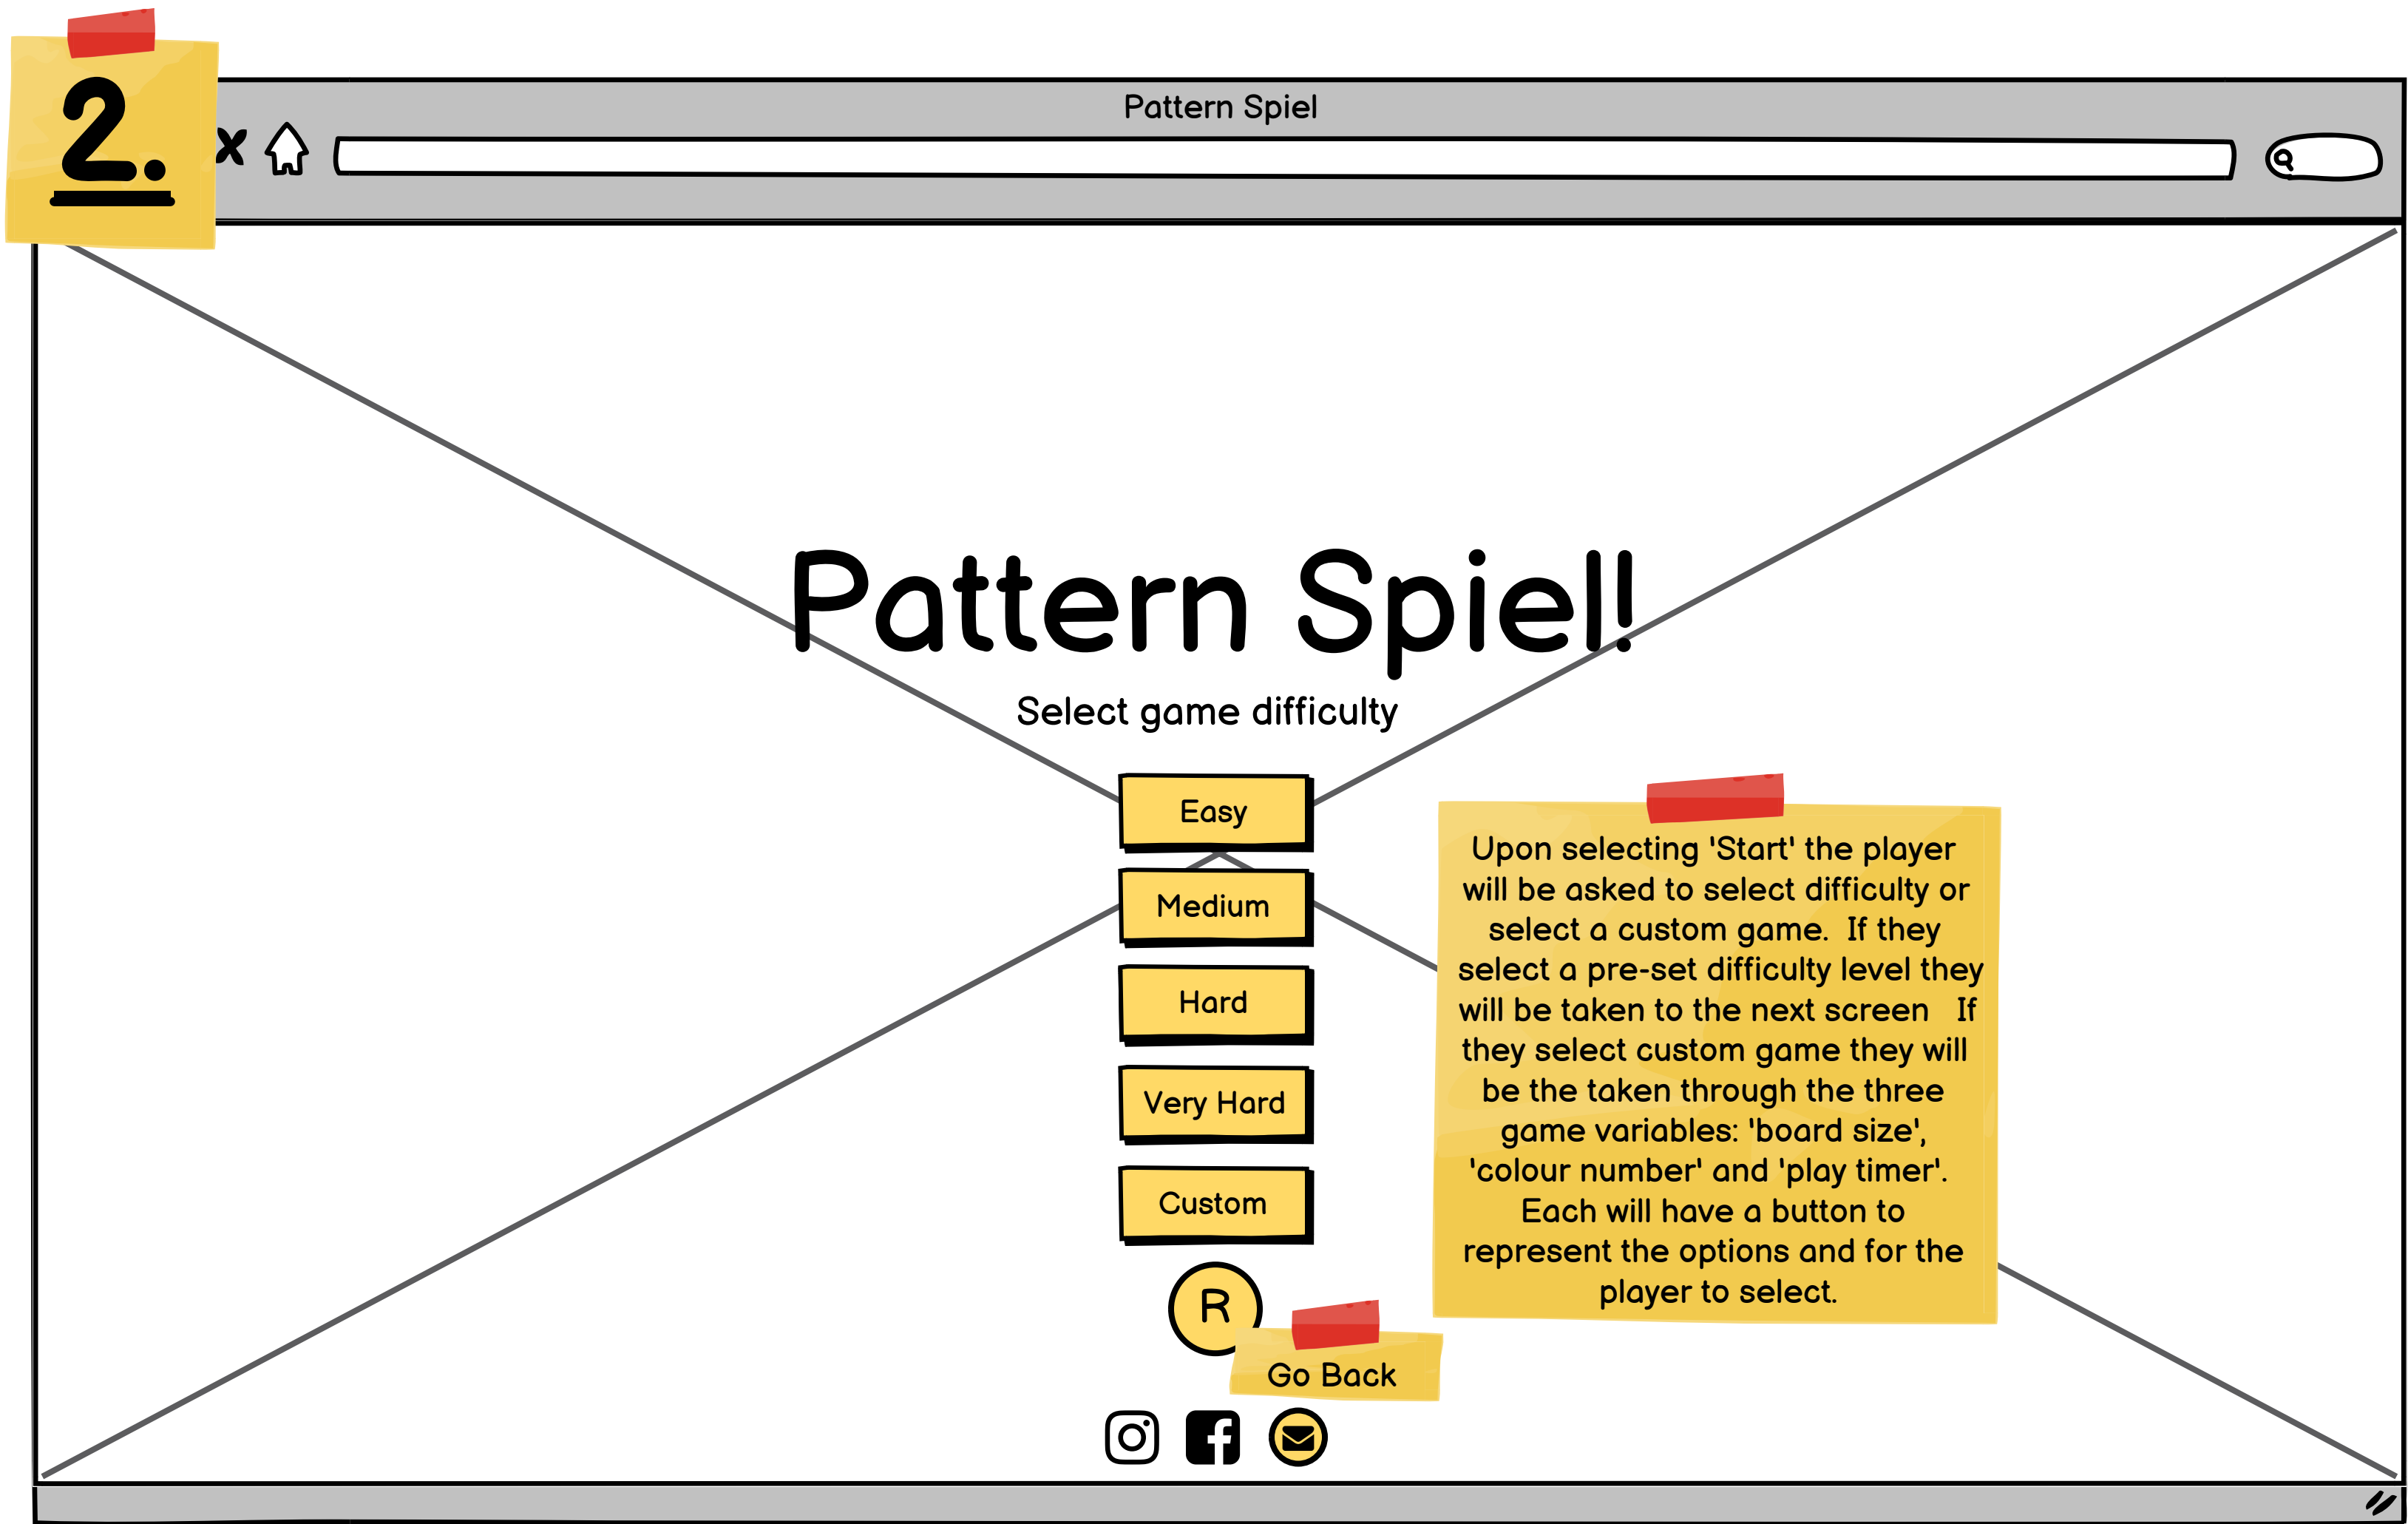 2.
Pattern Spiel
Pattern Spiel!
Select game difficulty
Easy
Medium
Hard
Very Hard
Custom
R
Go Back
Upon selecting 'Start' the player
will be asked to select difficulty or
select a custom game.  If they
select a pre-set difficulty level they
will be taken to the next screen   If
they select custom game they will
be the taken through the three
game variables: 'board size',
'colour number' and 'play timer'.
Each will have a button to
represent the options and for the
player to select.